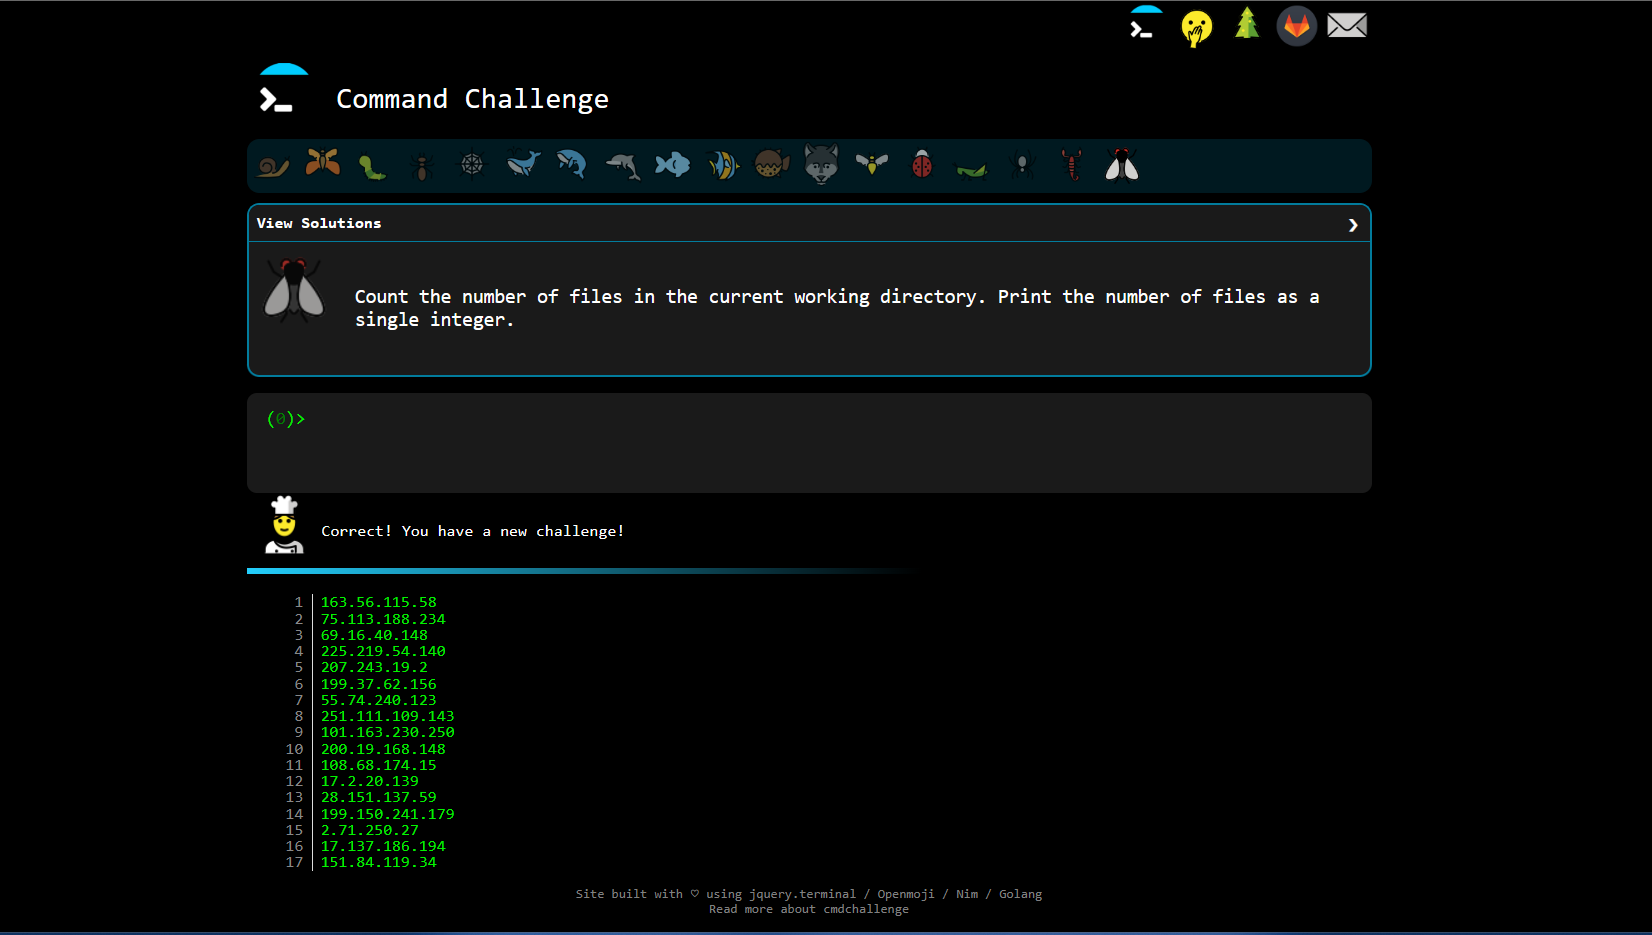 Command Challenge
View Solutions
Count the number of files in the current working directory. Print the number of files as a
single integer.
(0)>
Correct! You have a new challenge!
1 163.56.115.58
2 75.113.188.234
3 69.16.40.148
4 225.219.54.140
5 207.243.19.2
6 199.37.62.156
7 55.74.240.123
8 251.111.109.143
9 101.163.230.250
10 200.19.168.148
11 108.68.174.15
12 17.2.20.139
13 28.151.137.59
14 199.150.241.179
15 2.71.250.27
16 17.137.186.194
17 151.84.119.34
Site built with ♡ using jquery.terminal / Openmoji / Nim / Golang
Read more about cmdchallenge